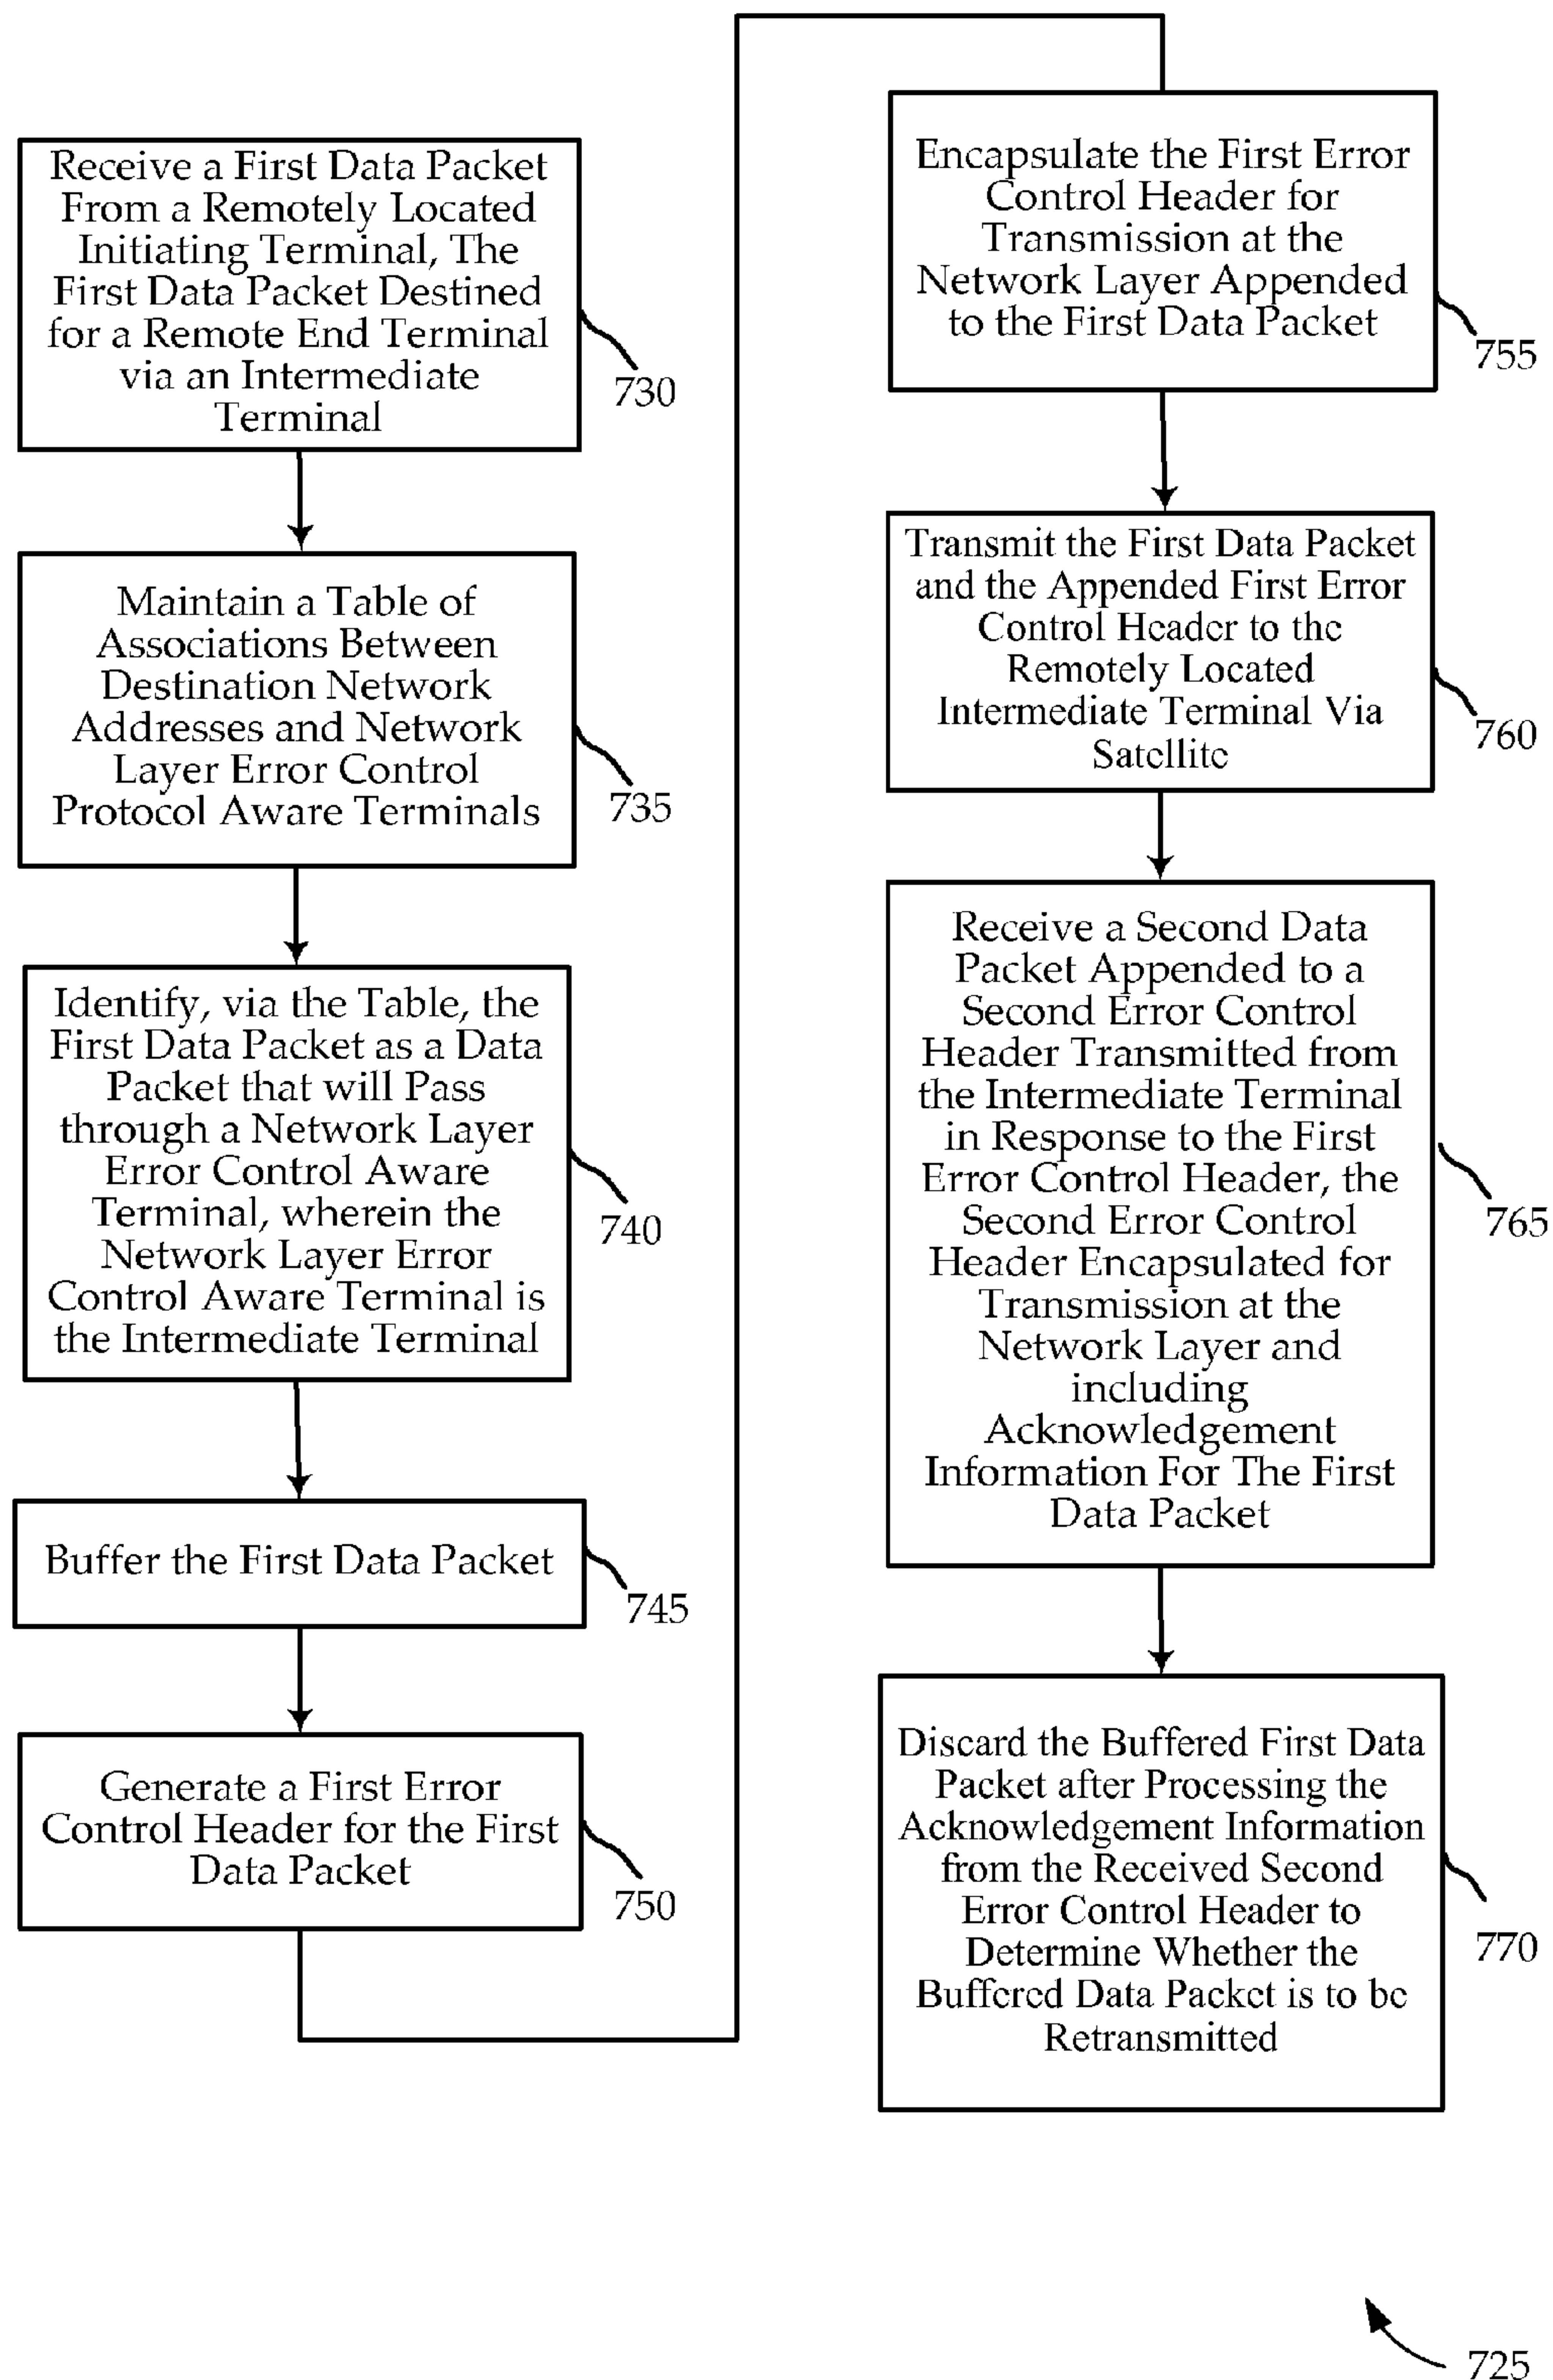 Receive a First Data Packet
From a Remotely Located
Initiating Terminal, The
First Data Packet Destined
for a Remote End Terminal
via an Intermediate
Terminal
730
Maintain a Table of
Associations Between
Destination Network
Addresses and Network
Layer Error Control
Protocol Aware Terminals
735
Identify, via the Table, the
First Data Packet as a Data
Packet that will Pass
through a Network Layer
Error Control Aware
Terminal, wherein the
Network Layer Error
Control Aware Terminal is
the Intermediate Terminal
740
Buffer the First Data Packet
745
Generate a First Error
Control Header for the First
Data Packet
750
Encapsulate the First Error
Control Header for
Transmission at the
Network Layer Appended
to the First Data Packet
755
Transmit the First Data Packet
and the Appended First Error
Control Header to the
Remotely Located
Intermediate Terminal Via
Satellite
760
Receive a Second Data
Packet Appended to a
Second Error Control
Header Transmitted from
the Intermediate Terminal
in Response to the First
Error Control Header, the
Second Error Control
Header Encapsulated for
Transmission at the
Network Layer and
including
Acknowledgement
Information For The First
Data Packet
765
Discard the Buffered First Data
Packet after Processing the
Acknowledgement Information
from the Received Second
Error Control Header to
Determine Whether the
Buffered Data Packet is to be
Retransmitted
770
725